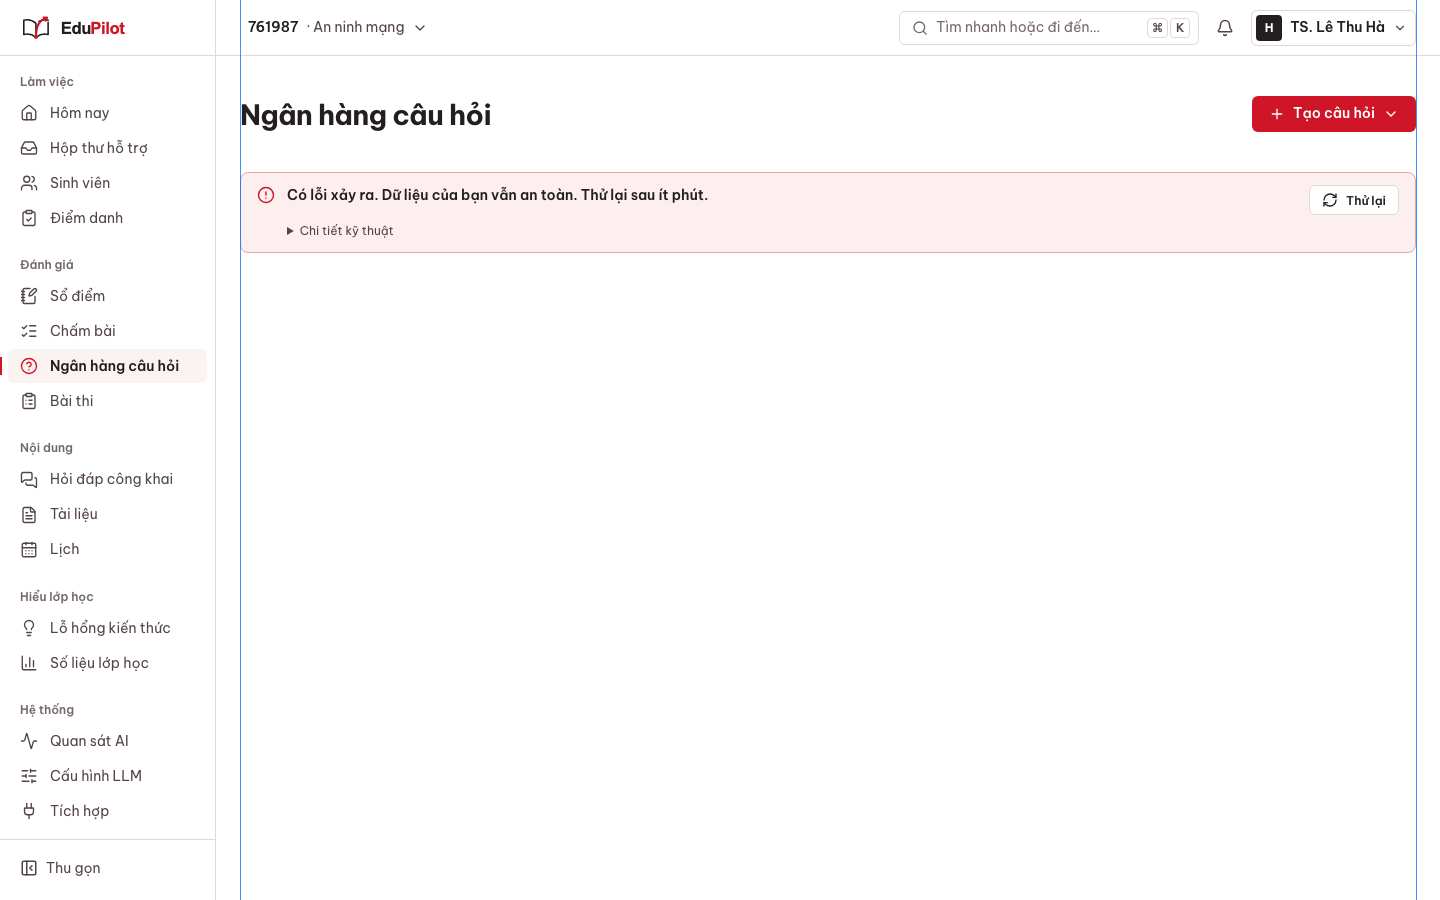 EduPilot
761987 · An ninh mạng
Tìm nhanh hoặc đi đến...
⌘ K
H TS. Lê Thu Hà
Làm việc
Hôm nay
Hộp thư hỗ trợ
Sinh viên
Điểm danh
Đánh giá
Sổ điểm
Chấm bài
Ngân hàng câu hỏi
Bài thi
Nội dung
Hỏi đáp công khai
Tài liệu
Lịch
Hiểu lớp học
Lỗ hổng kiến thức
Số liệu lớp học
Hệ thống
Quan sát AI
Cấu hình LLM
Tích hợp
Thu gọn
Ngân hàng câu hỏi
Tạo câu hỏi
Có lỗi xảy ra. Dữ liệu của bạn vẫn an toàn. Thử lại sau ít phút.
Thử lại
Chi tiết kỹ thuật